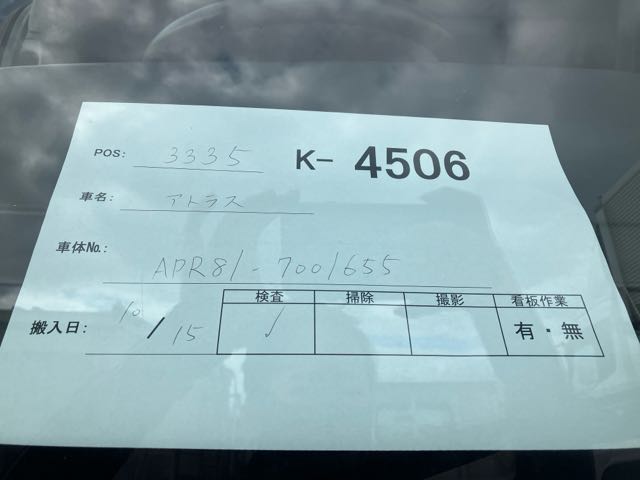 POS: 3335 K- 4506
車名: アトラス
車体No.: APR81-7001655
検査 掃除 撮影 看板作業
搬入日: 10/15 ✓ 有・無